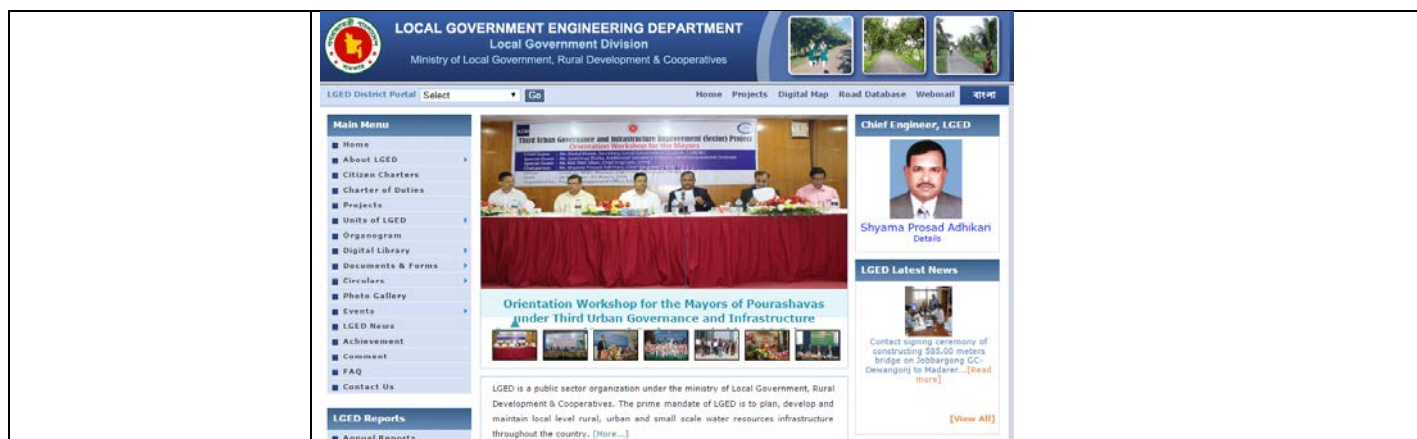 LOCAL GOVERNMENT ENGINEERING DEPARTMENT
Local Government Division
Ministry of Local Government, Rural Development & Cooperatives
LGED District Portal Select Go
Home Projects Digital Map Road Database Webmail বাংলা
Main Menu
Home
About LGED
Citizen Charters
Charter of Duties
Projects
Units of LGED
Organogram
Digital Library
Documents & Forms
Circulars
Photo Gallery
Events
LGED News
Achievement
Comment
FAQ
Contact Us
LGED Reports
Annual Reports
Third Urban Governance and Infrastructure Improvement (Sector) Project
Orientation Workshop for the Mayors
Orientation Workshop for the Mayors of Pourashavas
under Third Urban Governance and Infrastructure
LGED is a public sector organization under the ministry of Local Government, Rural
Development & Cooperatives. The prime mandate of LGED is to plan, develop and
maintain local level rural, urban and small scale water resources infrastructure
throughout the country. [More...]
Chief Engineer, LGED
Shyama Prosad Adhikari
Details
LGED Latest News
Contact signing ceremony of
constructing 585.00 meters
bridge on Jobbargong GC-
Dewangonj to Madarer...[Read
more]
[View All]